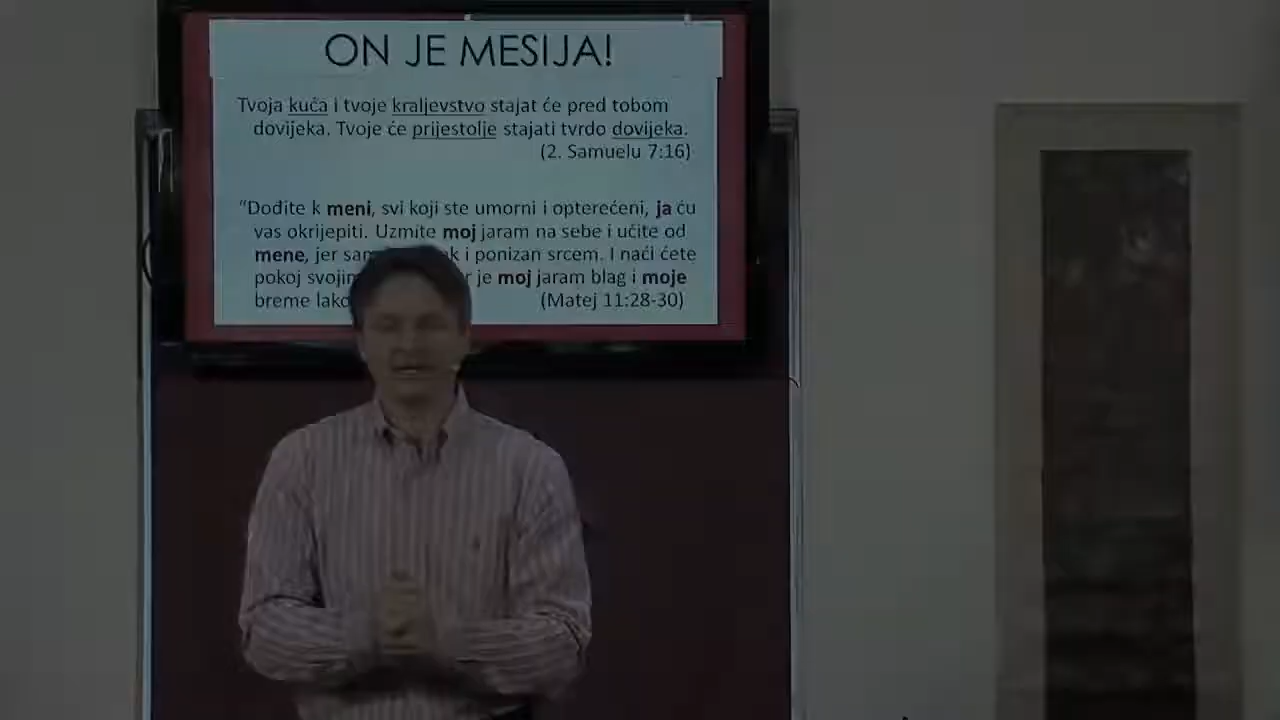 ON JE MESIJA!
Tvoja kuća i tvoje kraljevstvo stajat će pred tobom
dovijeka. Tvoje će prijestolje stajati tvrdo dovijeka.
(2. Samuelu 7:16)
“Dođite k meni, svi koji ste umorni i opterećeni, ja ću
vas okrijepiti. Uzmite moj jaram na sebe i učite od
mene, jer sam i ponizan srcem. I naći ćete
pokoj svojim je moj jaram blag i moje
breme (Matej 11:28-30)